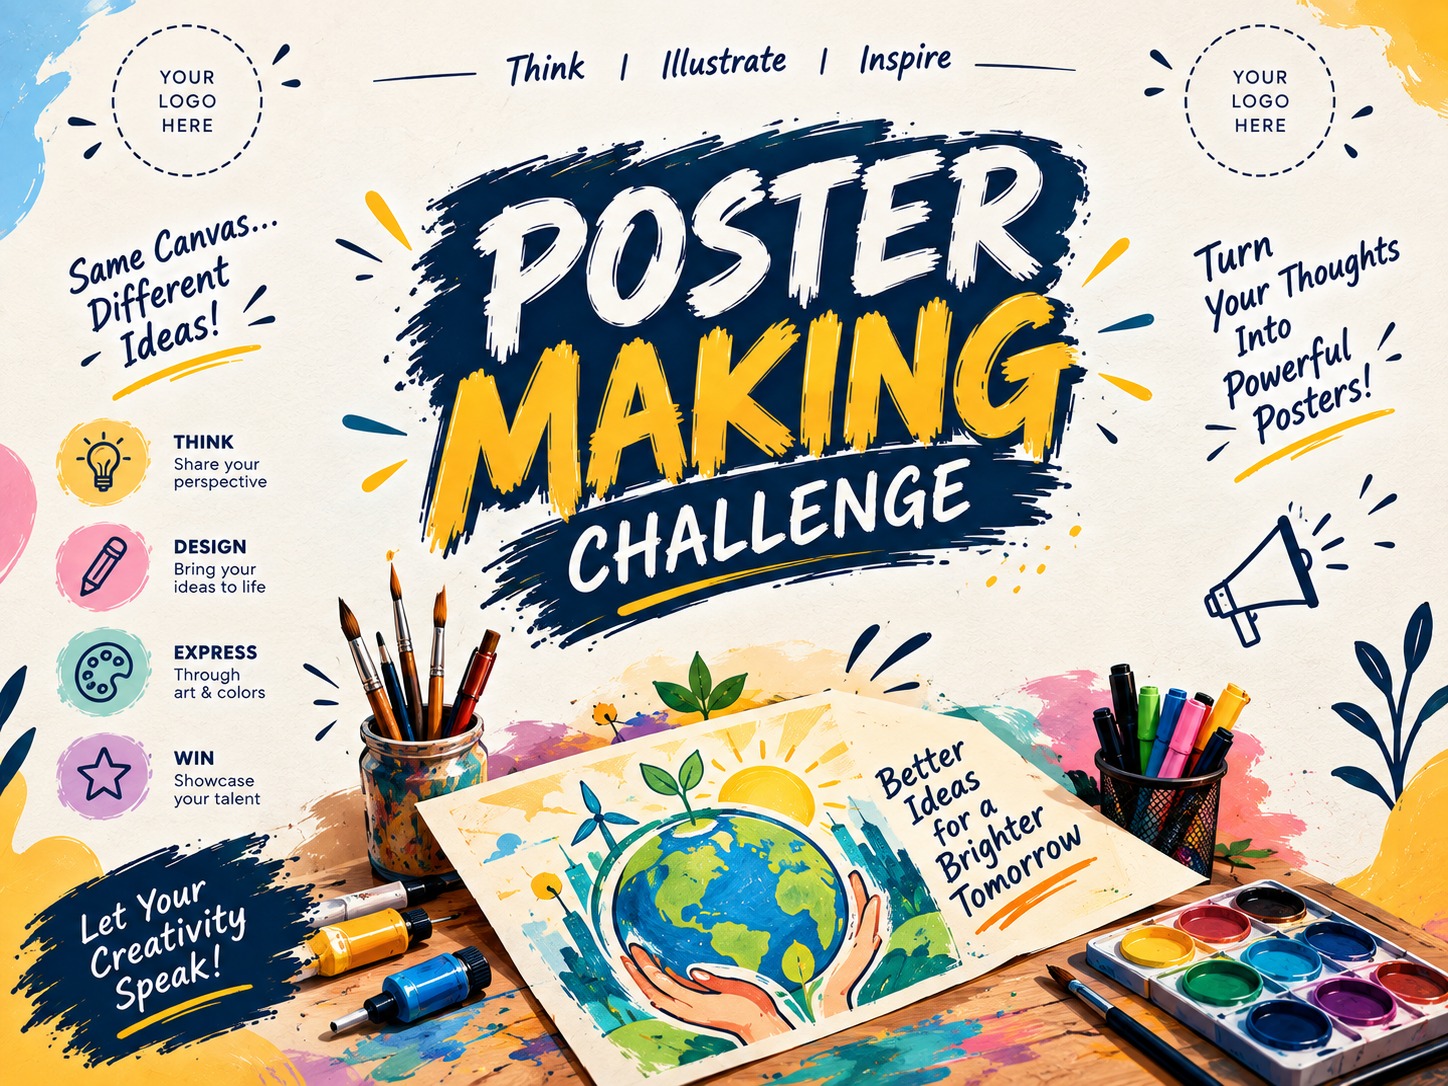 YOUR
LOGO
HERE
Think | Illustrate | Inspire
YOUR
LOGO
HERE
POSTER
MAKING
CHALLENGE
Same Canvas...
Different
Ideas!
Turn
Your Thoughts
Into
Powerful
Posters!
THINK
Share your
perspective
DESIGN
Bring your
ideas to life
EXPRESS
Through
art & colors
WIN
Showcase
your talent
Let Your
Creativity
Speak!
Better
Ideas
for a
Brighter
Tomorrow